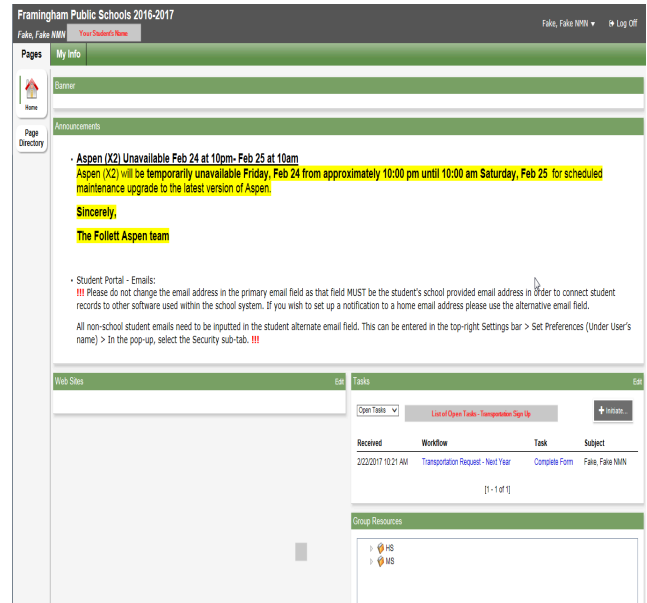 Framingham Public Schools 2016-2017
Fake, Fake NMN ▾ Log Off
Fake, Fake NMN Your Student's Name
Pages My Info
Home
Page
Directory
Banner
Announcements
• Aspen (X2) Unavailable Feb 24 at 10pm- Feb 25 at 10am
Aspen (X2) will be temporarily unavailable Friday, Feb 24 from approximately 10:00 pm until 10:00 am Saturday, Feb 25 for scheduled
maintenance upgrade to the latest version of Aspen.
Sincerely,
The Follett Aspen team
• Student Portal - Emails:
!!! Please do not change the email address in the primary email field as that field MUST be the student's school provided email address in order to connect student
records to other software used within the school system. If you wish to set up a notification to a home email address please use the alternative email field.
All non-school student emails need to be inputted in the student alternate email field. This can be entered in the top-right Settings bar > Set Preferences (Under User's
name) > In the pop-up, select the Security sub-tab. !!!
Web Sites Edit
Tasks Edit
Open Tasks List of Open Tasks - Transportation Sign Up + Initiate...
Received Workflow Task Subject
2/22/2017 10:21 AM Transportation Request - Next Year Complete Form Fake, Fake NMN
[1 - 1 of 1]
Group Resources
HS
MS